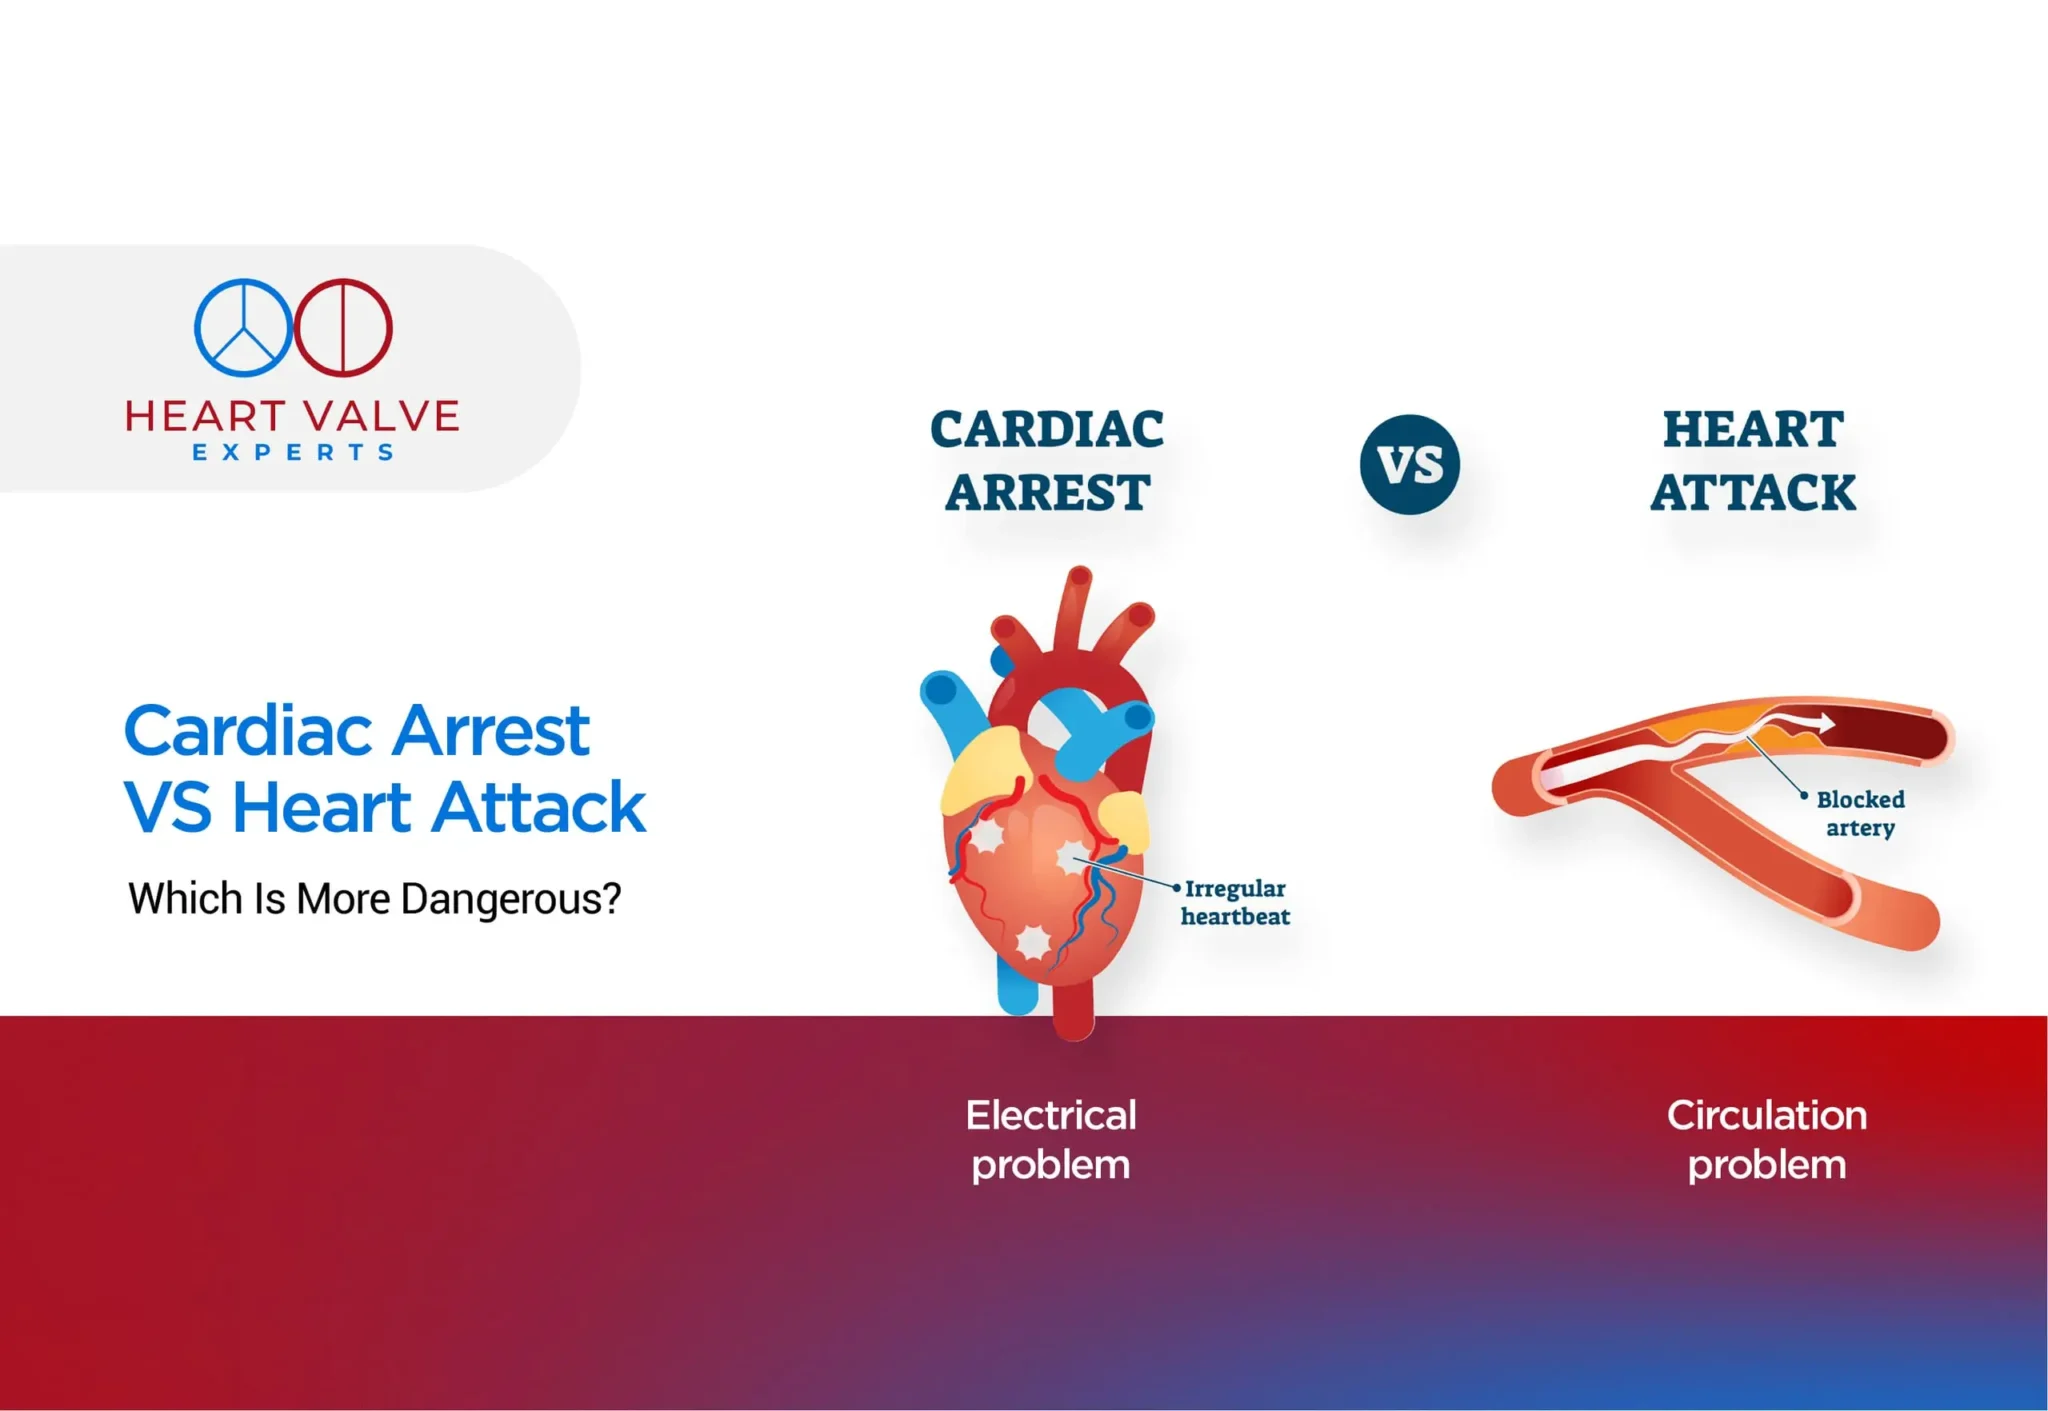 HEART VALVE
EXPERTS
Cardiac Arrest
VS Heart Attack
Which Is More Dangerous?
CARDIAC
ARREST
VS
HEART
ATTACK
Irregular
heartbeat
Blocked
artery
Electrical
problem
Circulation
problem